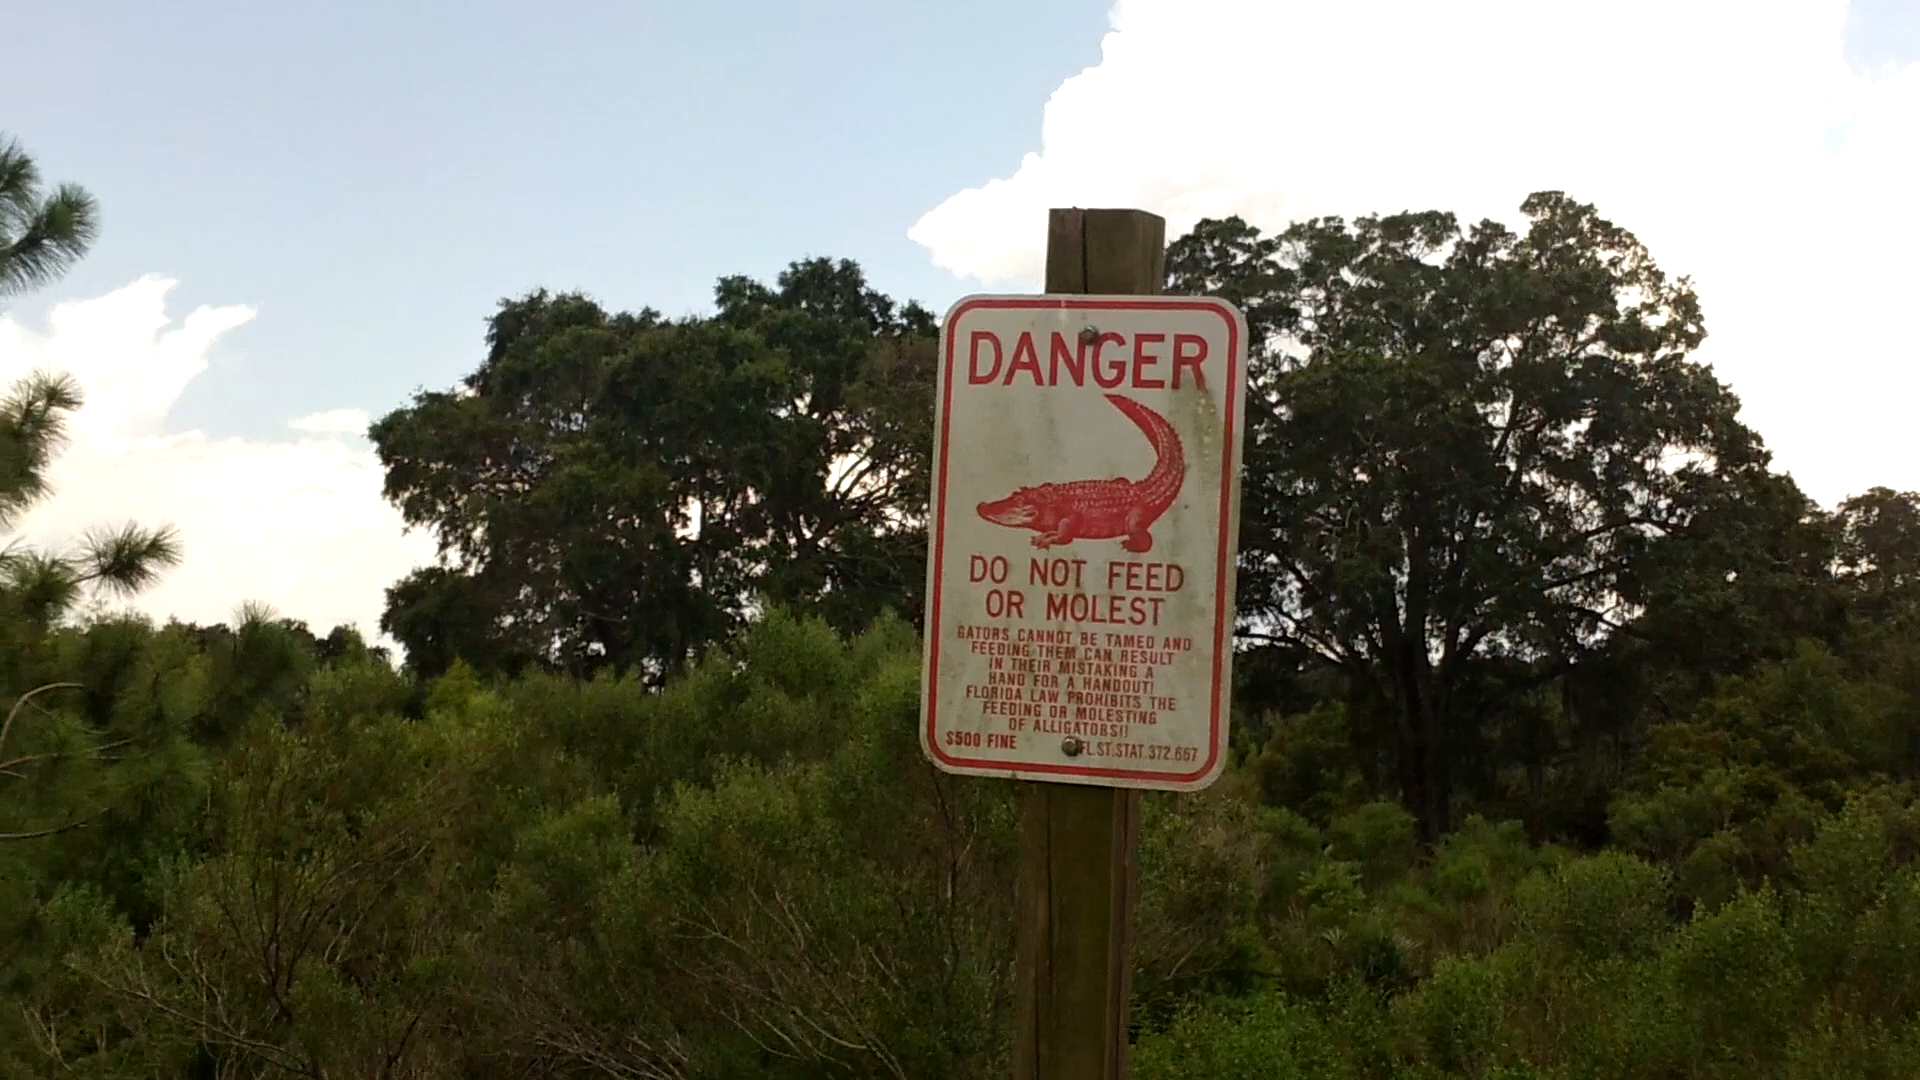 DANGER
DO NOT FEED
OR MOLEST
GATORS CANNOT BE TAMED AND
FEEDING THEM CAN RESULT
IN THEIR MISTAKING A
HAND FOR A HANDOUT!
FLORIDA LAW PROHIBITS THE
FEEDING OR MOLESTING
OF ALLIGATORS!!
$500 FINE FL.ST.STAT.372.667